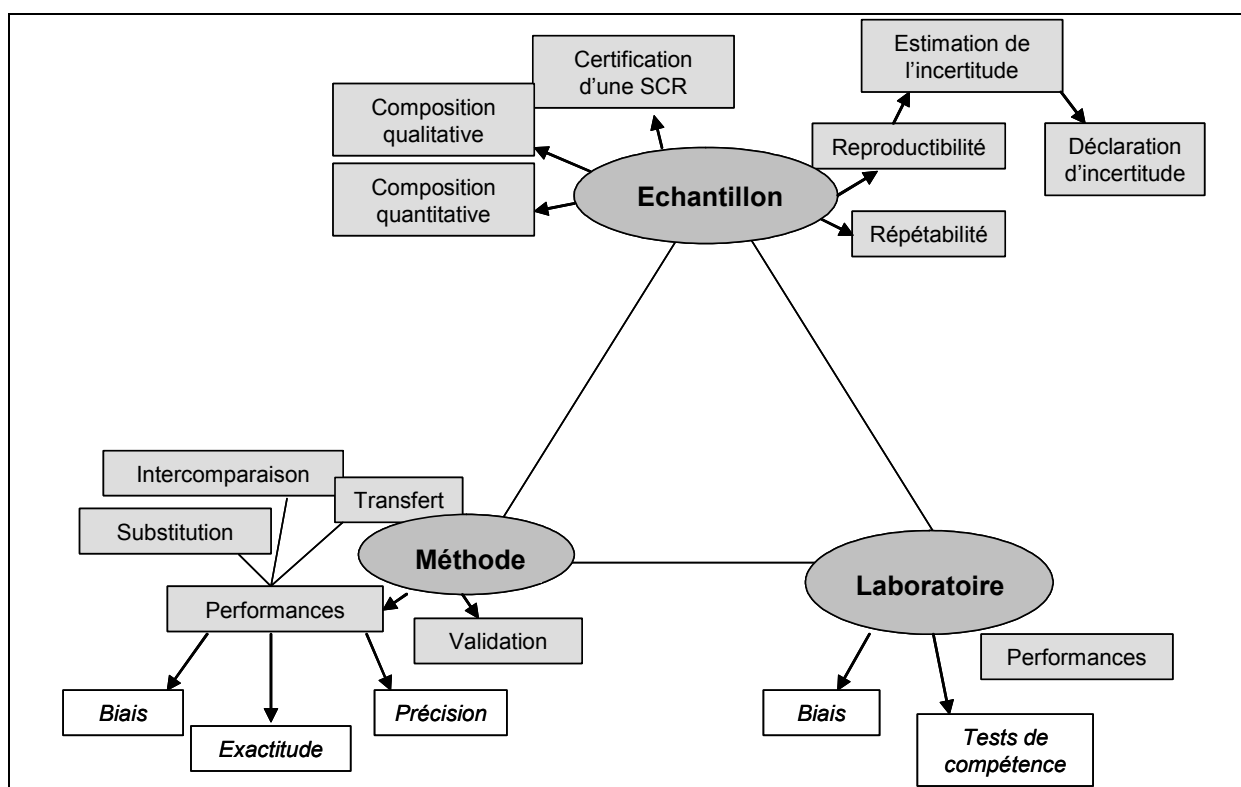 Certification
d'une SCR
Estimation de
l'incertitude
Composition
qualitative
Reproductibilité
Déclaration
d'incertitude
Composition
quantitative
Echantillon
Répétabilité
Intercomparaison
Transfert
Substitution
Méthode
Laboratoire
Performances
Validation
Performances
Biais
Précision
Exactitude
Biais
Tests de
compétence